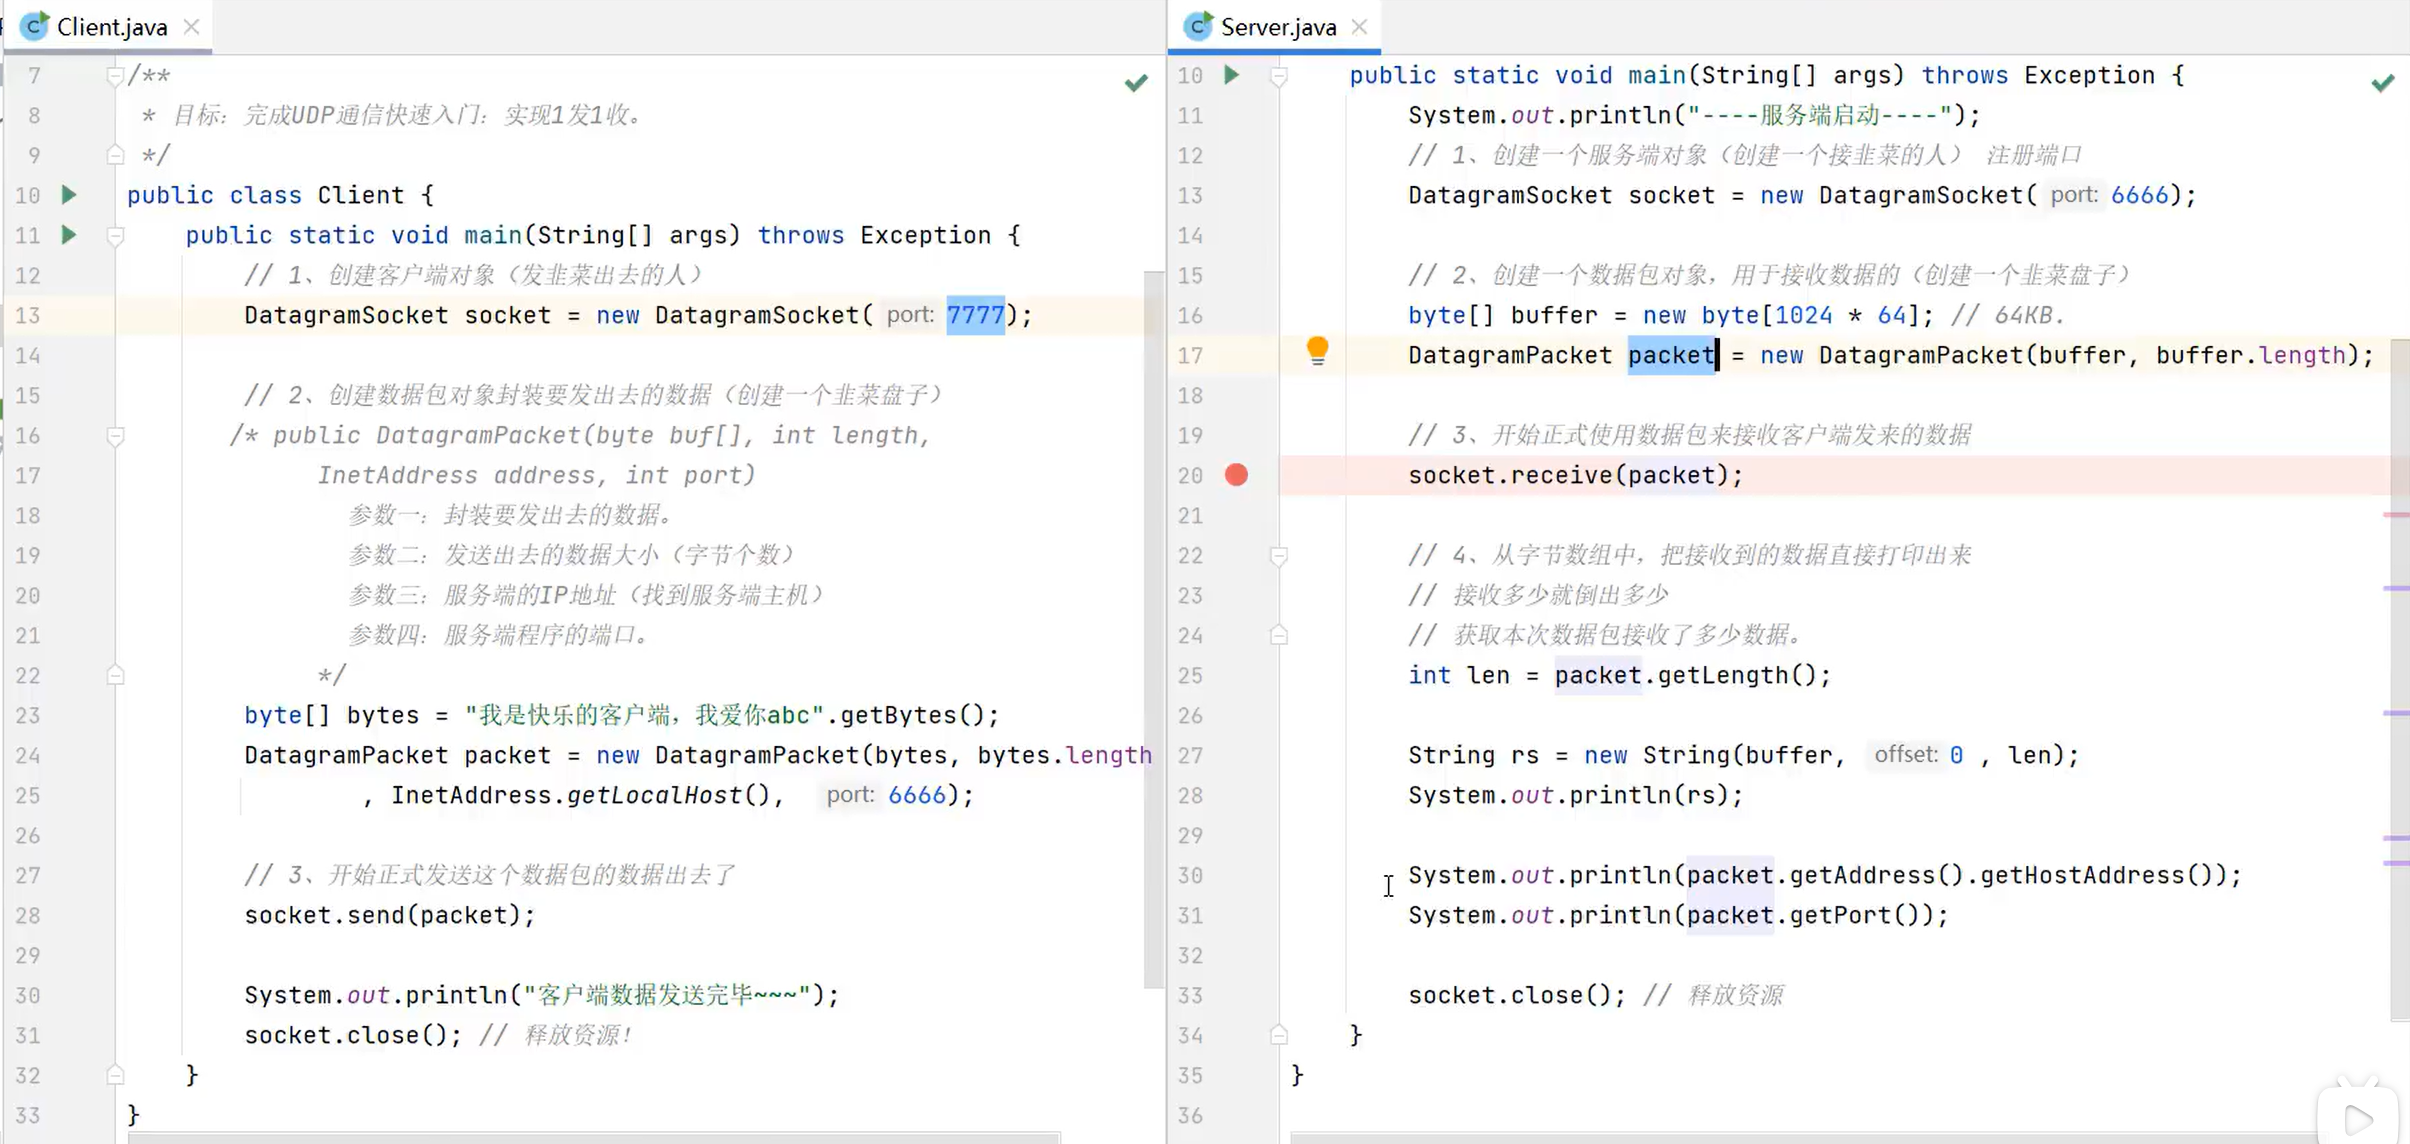 Client.java
7 /**
8 * 目标：完成UDP通信快速入门：实现1发1收。
9 */
10 public class Client {
11 public static void main(String[] args) throws Exception {
12 // 1、创建客户端对象（发韭菜出去的人）
13 DatagramSocket socket = new DatagramSocket( port: 7777);
14
15 // 2、创建数据包对象封装要发出去的数据（创建一个韭菜盘子）
16 /* public DatagramPacket(byte buf[], int length,
17 InetAddress address, int port)
18 参数一：封装要发出去的数据。
19 参数二：发送出去的数据大小（字节个数）
20 参数三：服务端的IP地址（找到服务端主机）
21 参数四：服务端程序的端口。
22 */
23 byte[] bytes = "我是快乐的客户端，我爱你abc".getBytes();
24 DatagramPacket packet = new DatagramPacket(bytes, bytes.length
25 , InetAddress.getLocalHost(), port: 6666);
26
27 // 3、开始正式发送这个数据包的数据出去了
28 socket.send(packet);
29
30 System.out.println("客户端数据发送完毕~~~");
31 socket.close(); // 释放资源！
32 }
33 }
Server.java
10 public static void main(String[] args) throws Exception {
11 System.out.println("----服务端启动----");
12 // 1、创建一个服务端对象（创建一个接韭菜的人） 注册端口
13 DatagramSocket socket = new DatagramSocket( port: 6666);
14
15 // 2、创建一个数据包对象，用于接收数据的（创建一个韭菜盘子）
16 byte[] buffer = new byte[1024 * 64]; // 64KB.
17 DatagramPacket packet = new DatagramPacket(buffer, buffer.length);
18
19 // 3、开始正式使用数据包来接收客户端发来的数据
20 socket.receive(packet);
21
22 // 4、从字节数组中，把接收到的数据直接打印出来
23 // 接收多少就倒出多少
24 // 获取本次数据包接收了多少数据。
25 int len = packet.getLength();
26
27 String rs = new String(buffer, offset: 0 , len);
28 System.out.println(rs);
29
30 System.out.println(packet.getAddress().getHostAddress());
31 System.out.println(packet.getPort());
32
33 socket.close(); // 释放资源
34 }
35 }
36